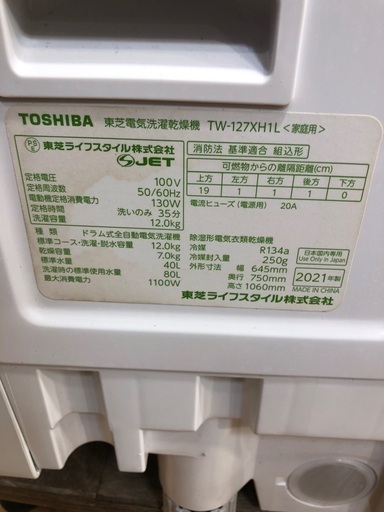 TOSHIBA 東芝電気洗濯乾燥機 TW-127XH1L <家庭用>
PS E 東芝ライフスタイル株式会社
S JET
定格電圧 100V
定格周波数 50/60Hz
電動機定格消費電力 130W
定格時間 洗いのみ 35分
洗濯容量 12.0kg
消防法 基準適合 組込形
可燃物からの離隔距離(cm)
上方 左方 右方 後方 下方
19 1 1 1 0
電流ヒューズ (電源用) 20A
種類 ドラム式全自動電気洗濯機
標準コース・洗濯・脱水容量 12.0kg
乾燥容量 7.0kg
標準水量 40L
洗濯時の標準使用水量 80L
最大消費電力 1100W
除湿形電気衣類乾燥機
冷媒 R134a
冷媒封入量 250g
外形寸法 幅 645mm
奥行 750mm
高さ 1060mm
日本国内専用
Use Only in Japan
2021年製
MADE IN CHINA
東芝ライフスタイル株式会社